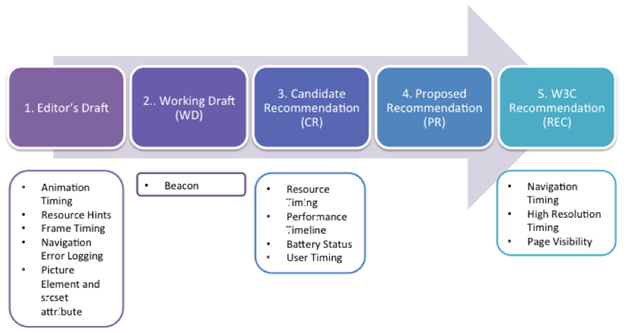 1. Editor's Draft
2.. Working Draft
(WD)
3. Candidate
Recommendation
(CR)
4. Proposed
Recommendation
(PR)
5. W3C
Recommendation
(REC)
• Animation
Timing
• Resource Hints
• Frame Timing
• Navigation
Error Logging
• Picture
Element and
srcset
attribute
• Beacon
• Resource
Timing
• Performance
Timeline
• Battery Status
• User Timing
• Navigation
Timing
• High Resolution
Timing
• Page Visibility